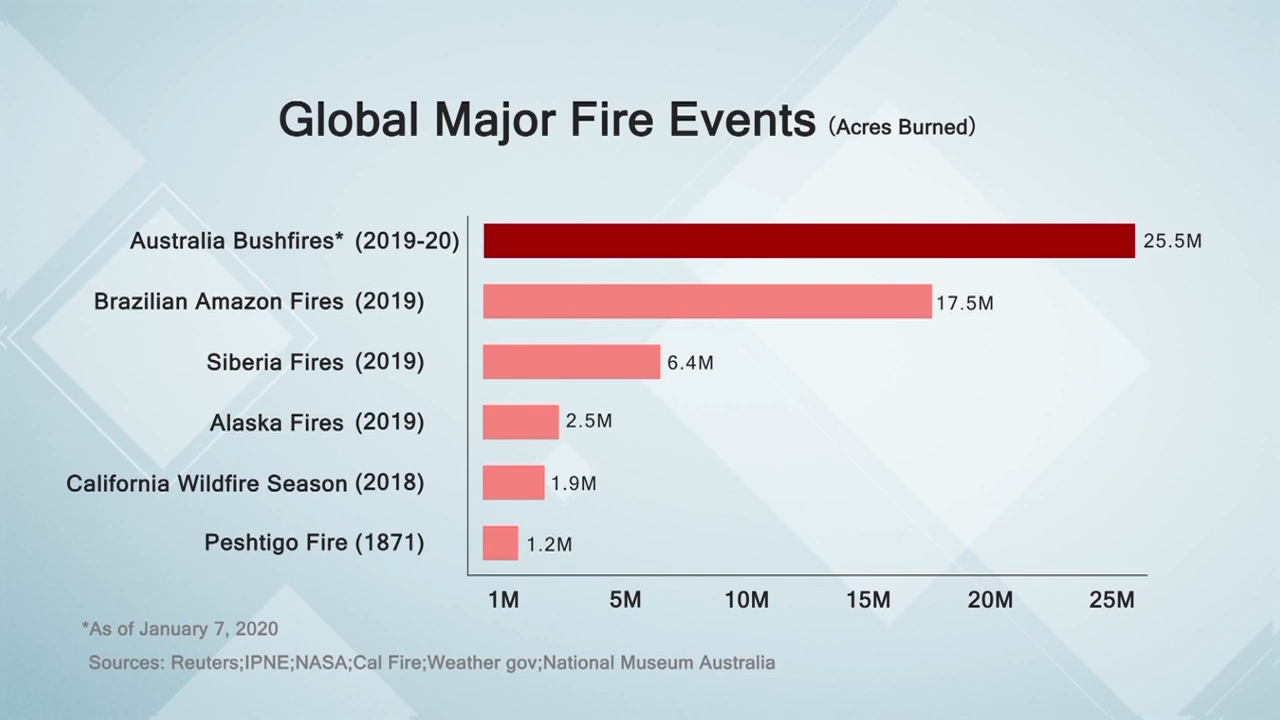 Global Major Fire Events (Acres Burned)
Australia Bushfires* (2019-20) 25.5M
Brazilian Amazon Fires (2019) 17.5M
Siberia Fires (2019) 6.4M
Alaska Fires (2019) 2.5M
California Wildfire Season (2018) 1.9M
Peshtigo Fire (1871) 1.2M
1M 5M 10M 15M 20M 25M
*As of January 7, 2020
Sources: Reuters;IPNE;NASA;Cal Fire;Weather gov;National Museum Australia